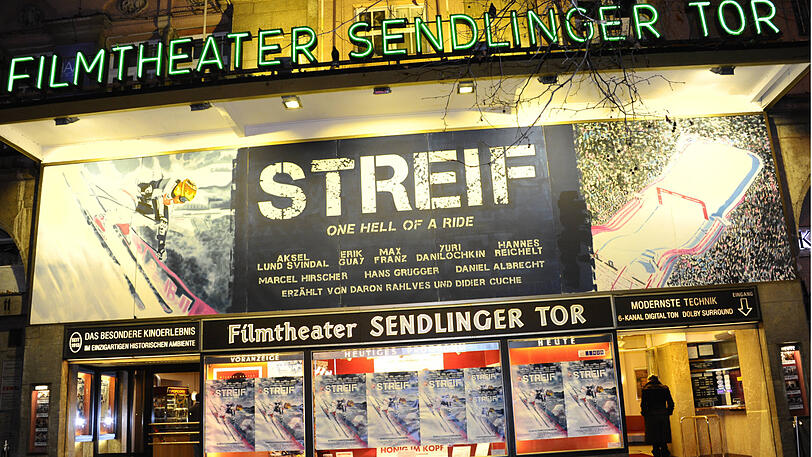 FILMTHEATER SENDLINGER TOR
STREIF
ONE HELL OF A RIDE
AKSEL LUND SVINDAL
ERIK GUAY
MAX FRANZ
YURI DANILOCHKIN
HANNES REICHELT
MARCEL HIRSCHER HANS GRUGGER DANIEL ALBRECHT
ERZÄHLT VON DARON RAHLVES UND DIDIER CUCHE
DAS BESONDERE KINOERLEBNIS
IM EINZIGARTIGEN HISTORISCHEN AMBIENTE
Filmtheater SENDLINGER TOR
MODERNSTE TECHNIK
6-KANAL DIGITALTON DOLBY SURROUND
EINGANG
VORANZEIGE
HEUTIGES
HEUTE
STREIF
STREIF
STREIF
STREIF
STREIF
STREIF
STREIF
STREIF
HONIG IM KOPF